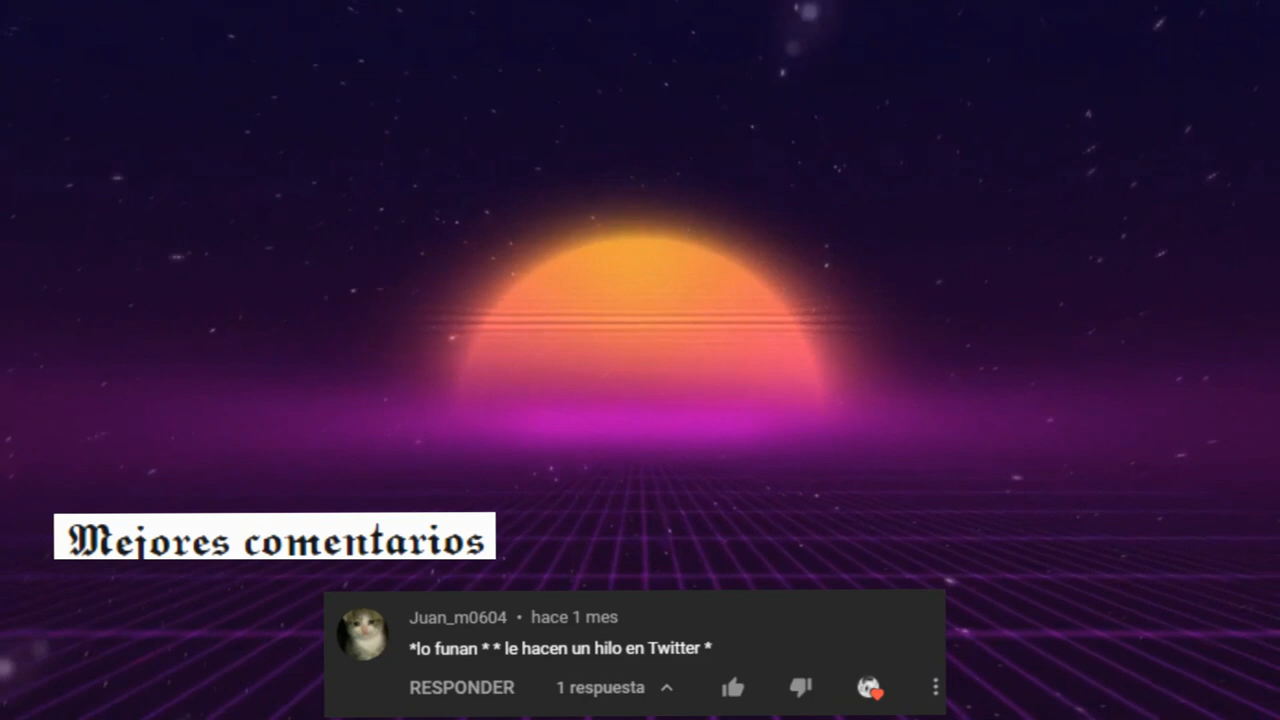 Mejores comentarios
Juan_m0604 • hace 1 mes
*lo funan * * le hacen un hilo en Twitter *
RESPONDER 1 respuesta